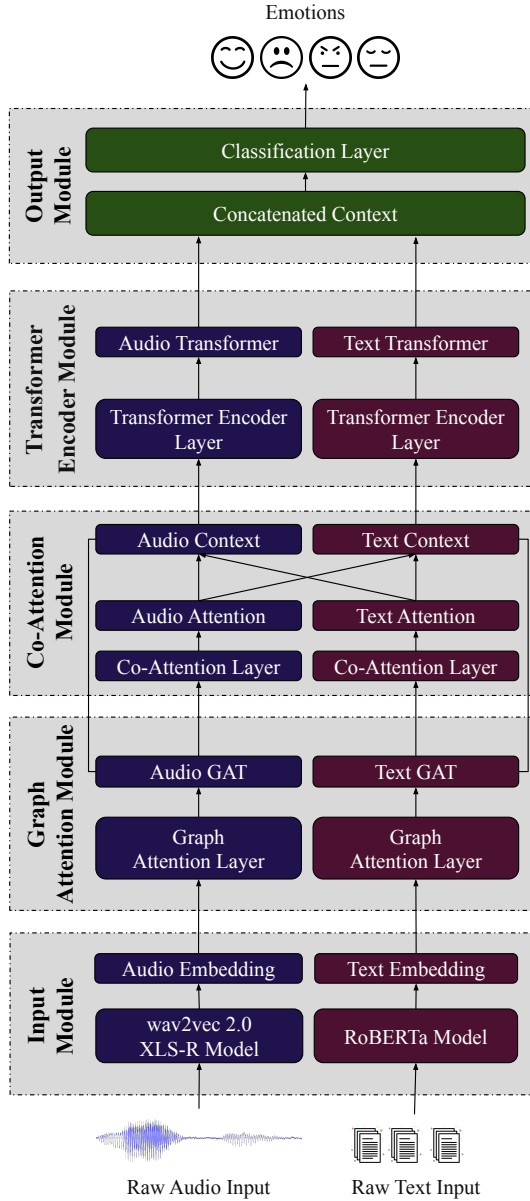 Emotions
Output
Module
Classification Layer
Concatenated Context
Transformer
Encoder Module
Audio Transformer
Text Transformer
Transformer Encoder
Layer
Transformer Encoder
Layer
Co-Attention
Module
Audio Context
Text Context
Audio Attention
Text Attention
Co-Attention Layer
Co-Attention Layer
Graph
Attention Module
Audio GAT
Text GAT
Graph
Attention Layer
Graph
Attention Layer
Input
Module
Audio Embedding
Text Embedding
wav2vec 2.0
XLS-R Model
RoBERTa Model
Raw Audio Input
Raw Text Input